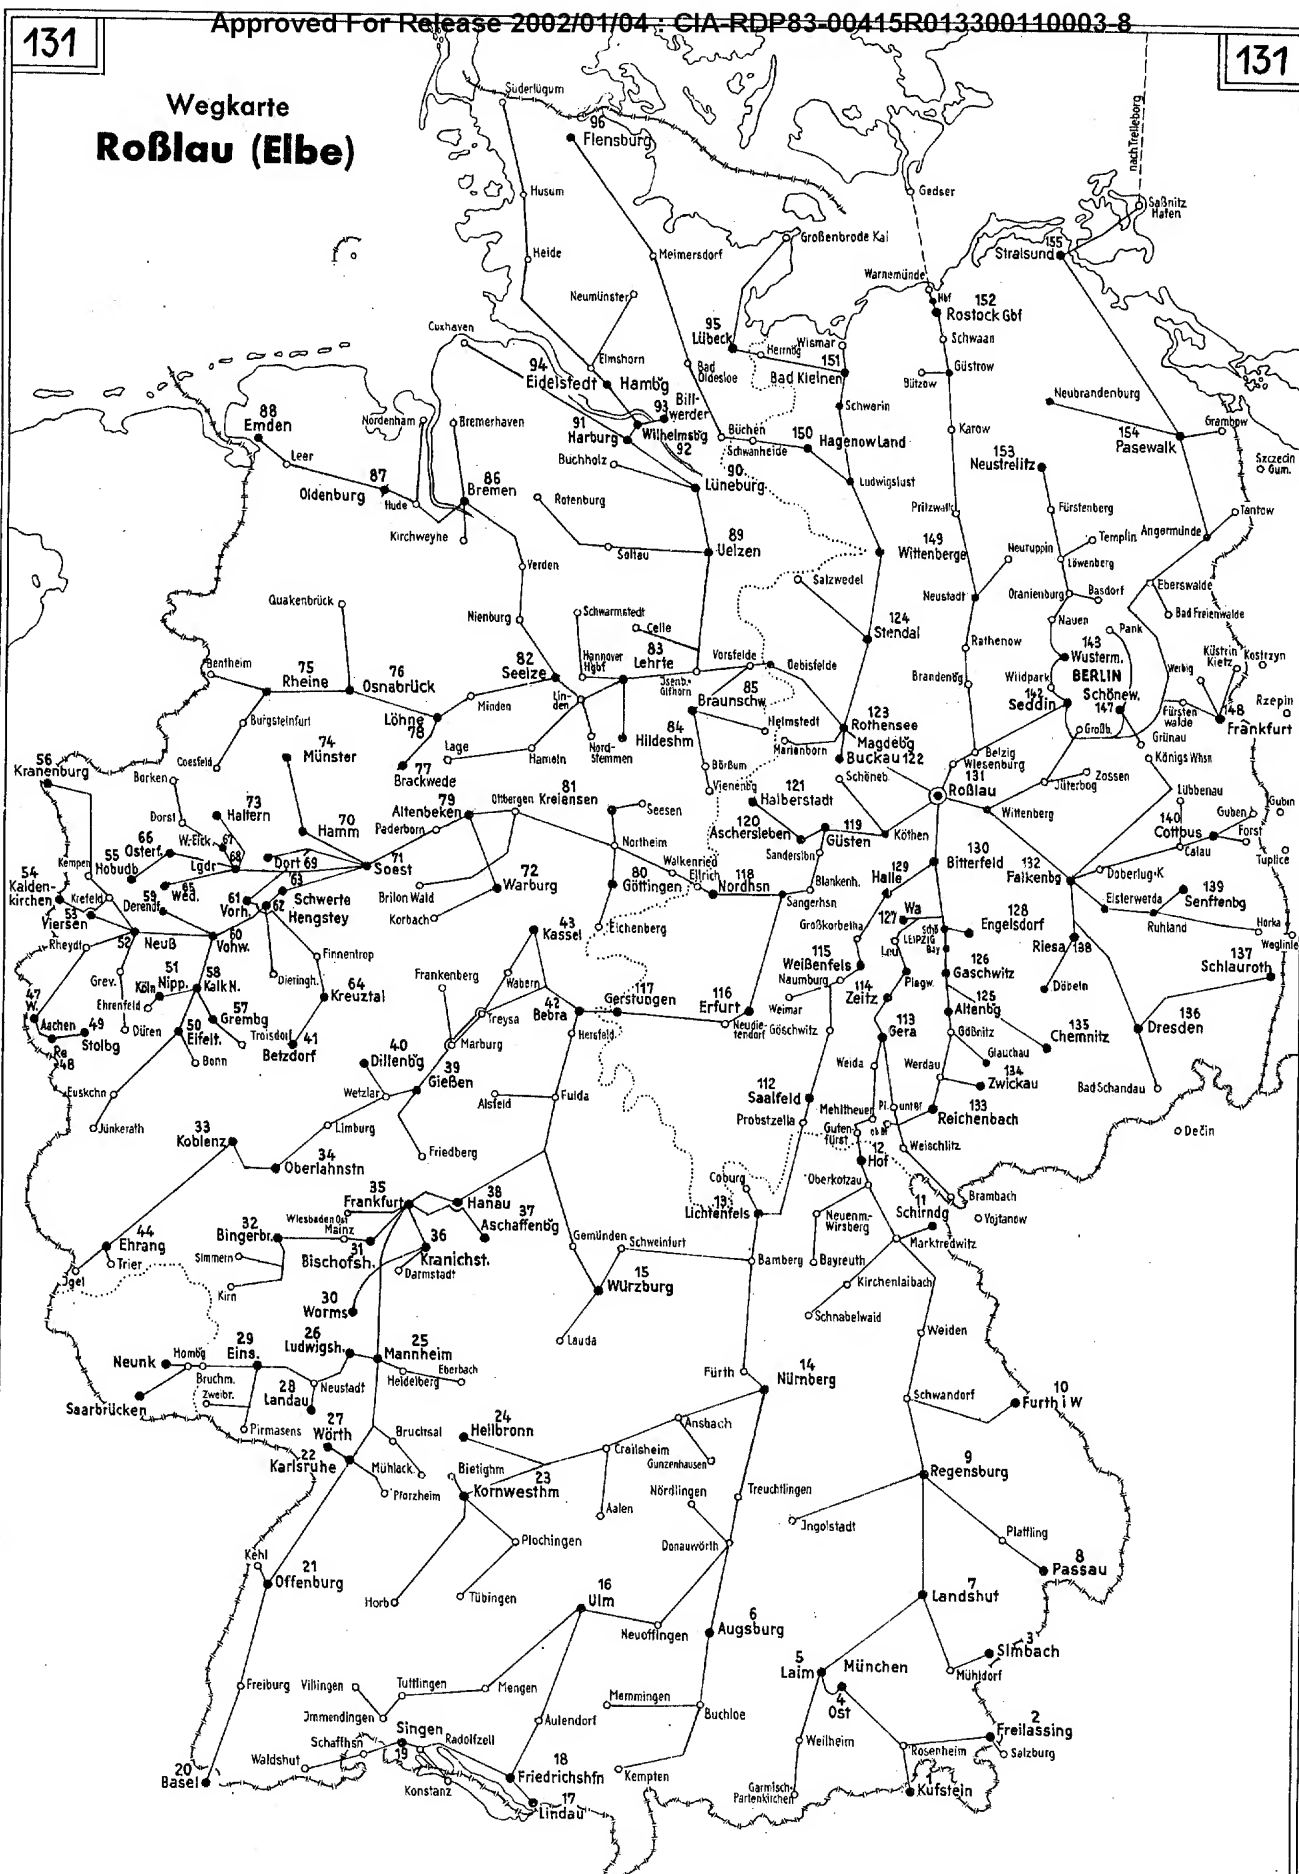 Approved For Release 2002/01/04 : CIA-RDP83-00415R013300110003-8
131
131
Wegkarte
Roßlau (Elbe)
nach Trelleborg
Süderlügum
96
Flensburg
Gedser
Saßnitz
Hafen
Husum
Großenbrode Kai
155
Stralsund
Heide
Meimersdorf
Warnemünde
Hbf
152
Rostock Gbf
Neumünster
Cuxhaven
95
Lübeck
Herrnbg
Wismar
151
Bad Kleinen
Schwaan
Elmshorn
94
Eidelstedt
Hambg
Bad
Oldesloe
Bützow
Güstrow
Neubrandenburg
88
Emden
Nordenham
Bremerhaven
93
Bill-
werder
91
Harburg
Wilhelmsbg
92
Büchen
Schwanheide
150
Hagenow Land
Schwerin
Karow
154
Pasewalk
Grambow
Szczecin
Gum.
Leer
87
Oldenburg
Hude
86
Bremen
Buchholz
90
Lüneburg
Ludwigslust
153
Neustrelitz
Rotenburg
Pritzwalk
Fürstenberg
Tantow
Kirchweyhe
89
Uelzen
Soltau
149
Wittenberge
Neuruppin
Templin
Angermünde
Löwenberg
Verden
Salzwedel
Neustadt
Oranienburg
Basdorf
Eberswalde
Bad Freienwalde
Quakenbrück
Nienburg
Schwarmstedt
Celle
124
Stendal
Nauen
Pank
Rathenow
143
Wusterm.
BERLIN
Küstrin
Kietz
Kostrzyn
Werbig
Bentheim
75
Rheine
76
Osnabrück
82
Seelze
Hannover
Hgbf
83
Lehrte
Jsenb.-
Gifhorn
Vorsfelde
Oebisfelde
Brandenbg
Wildpark
142
Seddin
Schönew.
147
Fürsten
walde
148
Frankfurt
Rzepin
Minden
Lin-
den
85
Braunschw.
Helmstedt
84
Hildeshm
Marienborn
123
Rothensee
Magdebg
Buckau 122
Burgsteinfurt
Löhne
78
Nord-
stemmen
Lage
Hameln
Großb.
Grünau
Coesfeld
74
Münster
77
Brackwede
Börßum
Vienenbg
Schöneb
Belzig
Wiesenburg
Königs Whsn
Zossen
Jüterbog
Lübbenau
56
Kranenburg
Borken
Dorst
73
Haltern
79
Altenbeken
Ottbergen
81
Kreiensen
Seesen
121
Halberstadt
131
Roßlau
Wittenberg
Guben
Gubin
Paderborn
120
Aschersleben
119
Güsten
Köthen
140
Cottbus
Forst
Calau
70
Hamm
W.-Eick.
67
66
Osterf.
Lgdr
68
Dort 69
71
Soest
Northeim
Sanderslbn
130
Bitterfeld
132
Falkenbg
Doberlug-K
Tuplice
55
Hobudb
Kempen
54
Kalden-
kirchen
Krefeld
65
Wed.
63
Schwerte
72
Warburg
Brilon Wald
Korbach
80
Göttingen
Walkenried
Ellrich
118
Nordhsn
Blankenh.
Sangerhsn
129
Halle
Elsterwerda
139
Senftenbg
Ruhland
Horka
59
Derendf
61
Vorh.
62
Hengstey
53
Viersen
Eichenberg
Großkorbetha
127
Wa
128
Engelsdorf
LEIPZIG
Riesa
138
Rheydt
52
Neuß
60
Vohw.
43
Kassel
Leu
126
Gaschwitz
Weglinie
Finnentrop
Grev.
51
Nipp.
Köln
58
Kalk N.
Dieringh.
Frankenberg
Wabern
115
Weißenfels
Naumburg
Döbeln
137
Schlauroth
64
Kreuztal
117
Gerstungen
116
Erfurt
Weimar
114
Zeitz
Plagw.
125
Altenbg
Ehrenfeld
57
Grembg
47
W.
Aachen
49
Stolbg
Düren
50
Eifelt.
Treysa
42
Bebra
Hersfeld
Neudie-
tendorf
Göschwitz
113
Gera
Gößnitz
135
Chemnitz
136
Dresden
Re
48
Troisdorf
41
Betzdorf
Marburg
Bonn
40
Dillenbg
39
Gießen
Weida
Glauchau
Werdau
134
Zwickau
Bad Schandau
Euskchn
Wetzlar
Alsfeld
Fulda
112
Saalfeld
Mehltheuer
Pl.
unter
133
Reichenbach
Jünkerath
33
Koblenz
Limburg
Friedberg
Probstzella
Guten
fürst
ob Bf
Weischlitz
Děčín
34
Oberlahnstn
12
Hof
35
Frankfurt
38
Hanau
Coburg
Oberkotzau
Brambach
Vojtanow
37
Aschaffenbg
13
Lichtenfels
Neuenm.-
Wirsberg
11
Schirndg
44
Ehrang
Trier
32
Bingerbr.
Wiesbaden Ost
Mainz
31
Bischofsh.
36
Kranichst.
Darmstadt
Gemünden
Schweinfurt
Bamberg
Bayreuth
Marktredwitz
Simmern
Jgel
Kirn
30
Worms
15
Würzburg
Kirchenlaibach
Schnabelwaid
Lauda
Weiden
Neunk
Hombg
29
Eins.
26
Ludwigsh.
25
Mannheim
Eberbach
Heidelberg
Fürth
14
Nürnberg
Bruchm.
Zweibr.
28
Landau
Neustadt
Saarbrücken
Pirmasens
Schwandorf
10
Furth i W
27
Wörth
Bruchsal
24
Heilbronn
Ansbach
22
Karlsruhe
Mühlack.
Bietighm
Crailsheim
Gunzenhausen
9
Regensburg
Pforzheim
23
Kornwesthm
Nördlingen
Treuchtlingen
Aalen
Jngolstadt
Plattling
Plochingen
Donauwörth
8
Passau
Kehl
21
Offenburg
Horb
Tübingen
16
Ulm
7
Landshut
Neuoffingen
6
Augsburg
3
Simbach
5
Laim
München
Mühldorf
4
Ost
Freiburg
Villingen
Tuttlingen
Mengen
Memmingen
Buchloe
Jmmendingen
Aulendorf
2
Freilassing
Salzburg
Schaffhsn
Singen
19
Radolfzell
Weilheim
Rosenheim
Waldshut
18
Friedrichshfn
Kempten
20
Basel
Konstanz
17
Lindau
Garmisch-
Partenkirchen
1
Kufstein